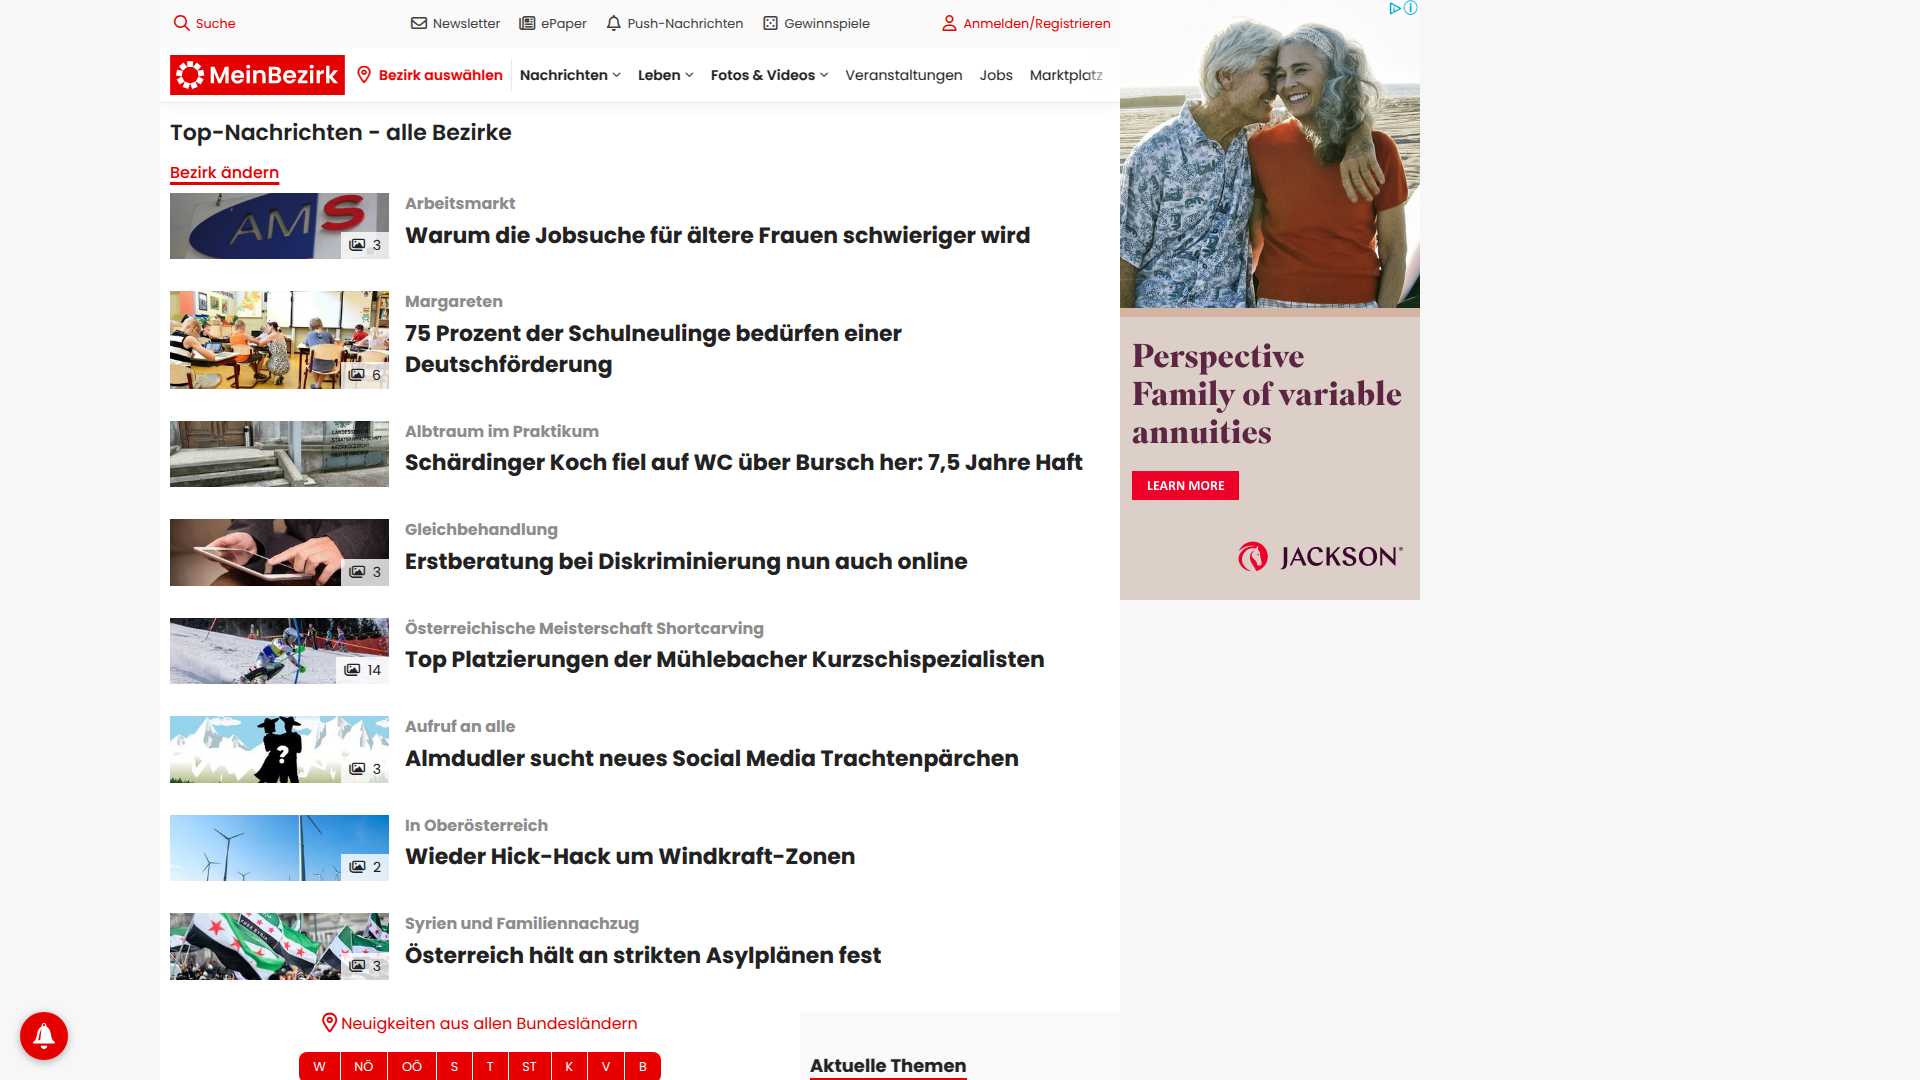 Suche
Newsletter
ePaper
Push-Nachrichten
Gewinnspiele
Anmelden/Registrieren
MeinBezirk
Bezirk auswählen
Nachrichten
Leben
Fotos & Videos
Veranstaltungen
Jobs
Marktplatz
Top-Nachrichten - alle Bezirke
Bezirk ändern
AMS
3
Arbeitsmarkt
Warum die Jobsuche für ältere Frauen schwieriger wird
6
Margareten
75 Prozent der Schulneulinge bedürfen einer
Deutschförderung
Albtraum im Praktikum
Schärdinger Koch fiel auf WC über Bursch her: 7,5 Jahre Haft
3
Gleichbehandlung
Erstberatung bei Diskriminierung nun auch online
14
Österreichische Meisterschaft Shortcarving
Top Platzierungen der Mühlebacher Kurzschispezialisten
?
3
Aufruf an alle
Almdudler sucht neues Social Media Trachtenpärchen
2
In Oberösterreich
Wieder Hick-Hack um Windkraft-Zonen
3
Syrien und Familiennachzug
Österreich hält an strikten Asylplänen fest
Neuigkeiten aus allen Bundesländern
W
NÖ
OÖ
S
T
ST
K
V
B
Aktuelle Themen
Perspective
Family of variable
annuities
LEARN MORE
JACKSON®